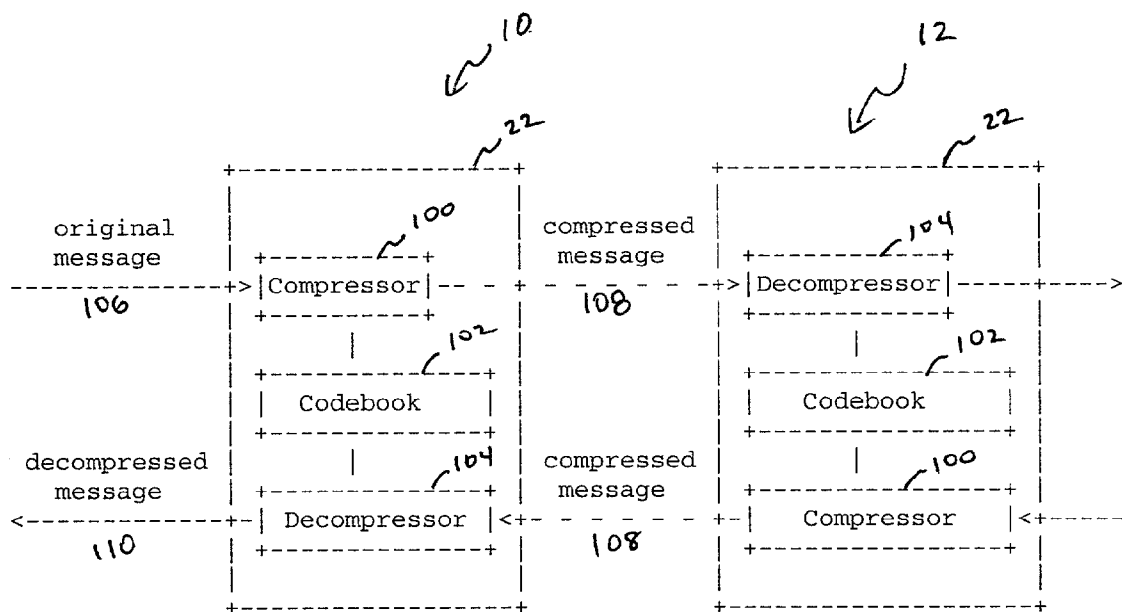 10
12
22
22
original
message
100
compressed
message
104
Compressor
Decompressor
106
108
102
102
Codebook
Codebook
decompressed
message
104
compressed
message
100
Decompressor
Compressor
110
108